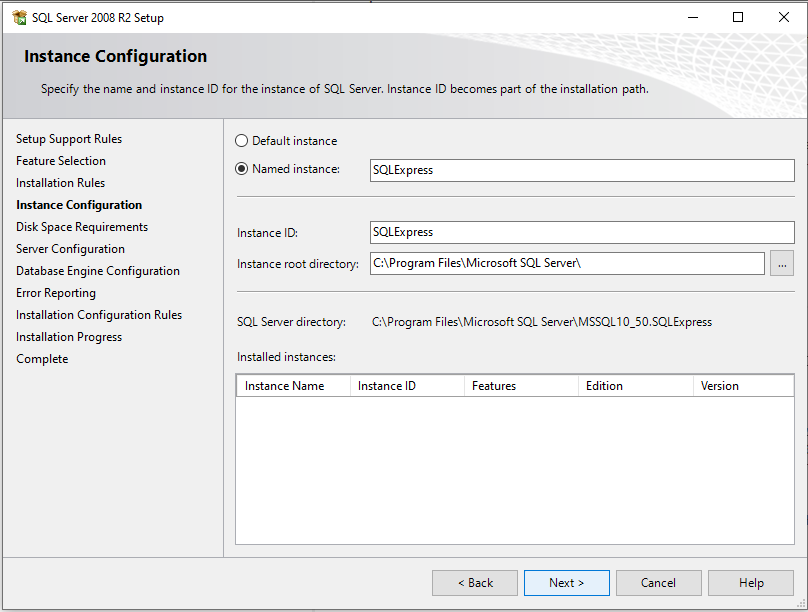 SQL Server 2008 R2 Setup
Instance Configuration
Specify the name and instance ID for the instance of SQL Server. Instance ID becomes part of the installation path.
Setup Support Rules
Feature Selection
Installation Rules
Instance Configuration
Disk Space Requirements
Server Configuration
Database Engine Configuration
Error Reporting
Installation Configuration Rules
Installation Progress
Complete
Default instance
Named instance: SQLExpress
Instance ID: SQLExpress
Instance root directory: C:\Program Files\Microsoft SQL Server\ ...
SQL Server directory: C:\Program Files\Microsoft SQL Server\MSSQL10_50.SQLExpress
Installed instances:
Instance Name Instance ID Features Edition Version
< Back Next > Cancel Help